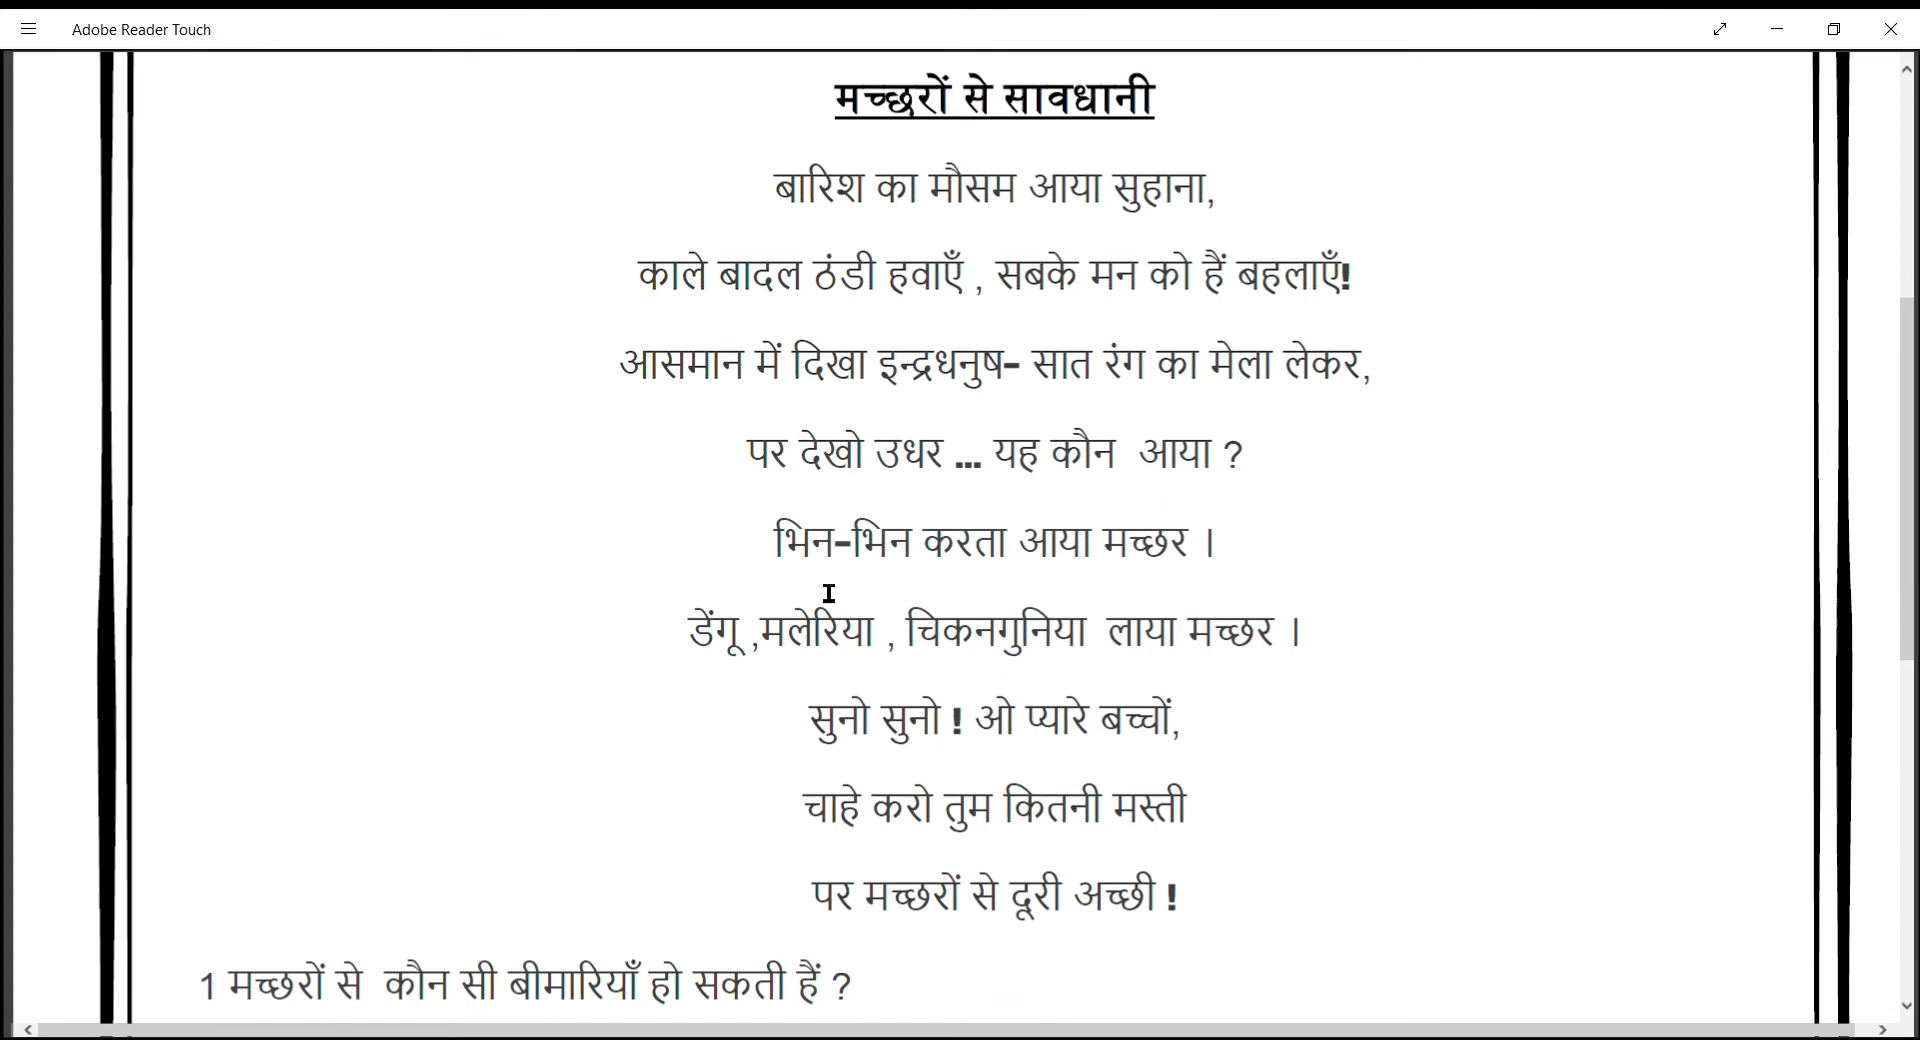 Adobe Reader Touch
मच्छरों से सावधानी
बारिश का मौसम आया सुहाना,
काले बादल ठंडी हवाएँ , सबके मन को हैं बहलाएँ!
आसमान में दिखा इन्द्रधनुष- सात रंग का मेला लेकर,
पर देखो उधर ... यह कौन आया ?
भिन-भिन करता आया मच्छर ।
डेंगू ,मलेरिया , चिकनगुनिया लाया मच्छर ।
सुनो सुनो ! ओ प्यारे बच्चों,
चाहे करो तुम कितनी मस्ती
पर मच्छरों से दूरी अच्छी !
1 मच्छरों से कौन सी बीमारियाँ हो सकती हैं ?